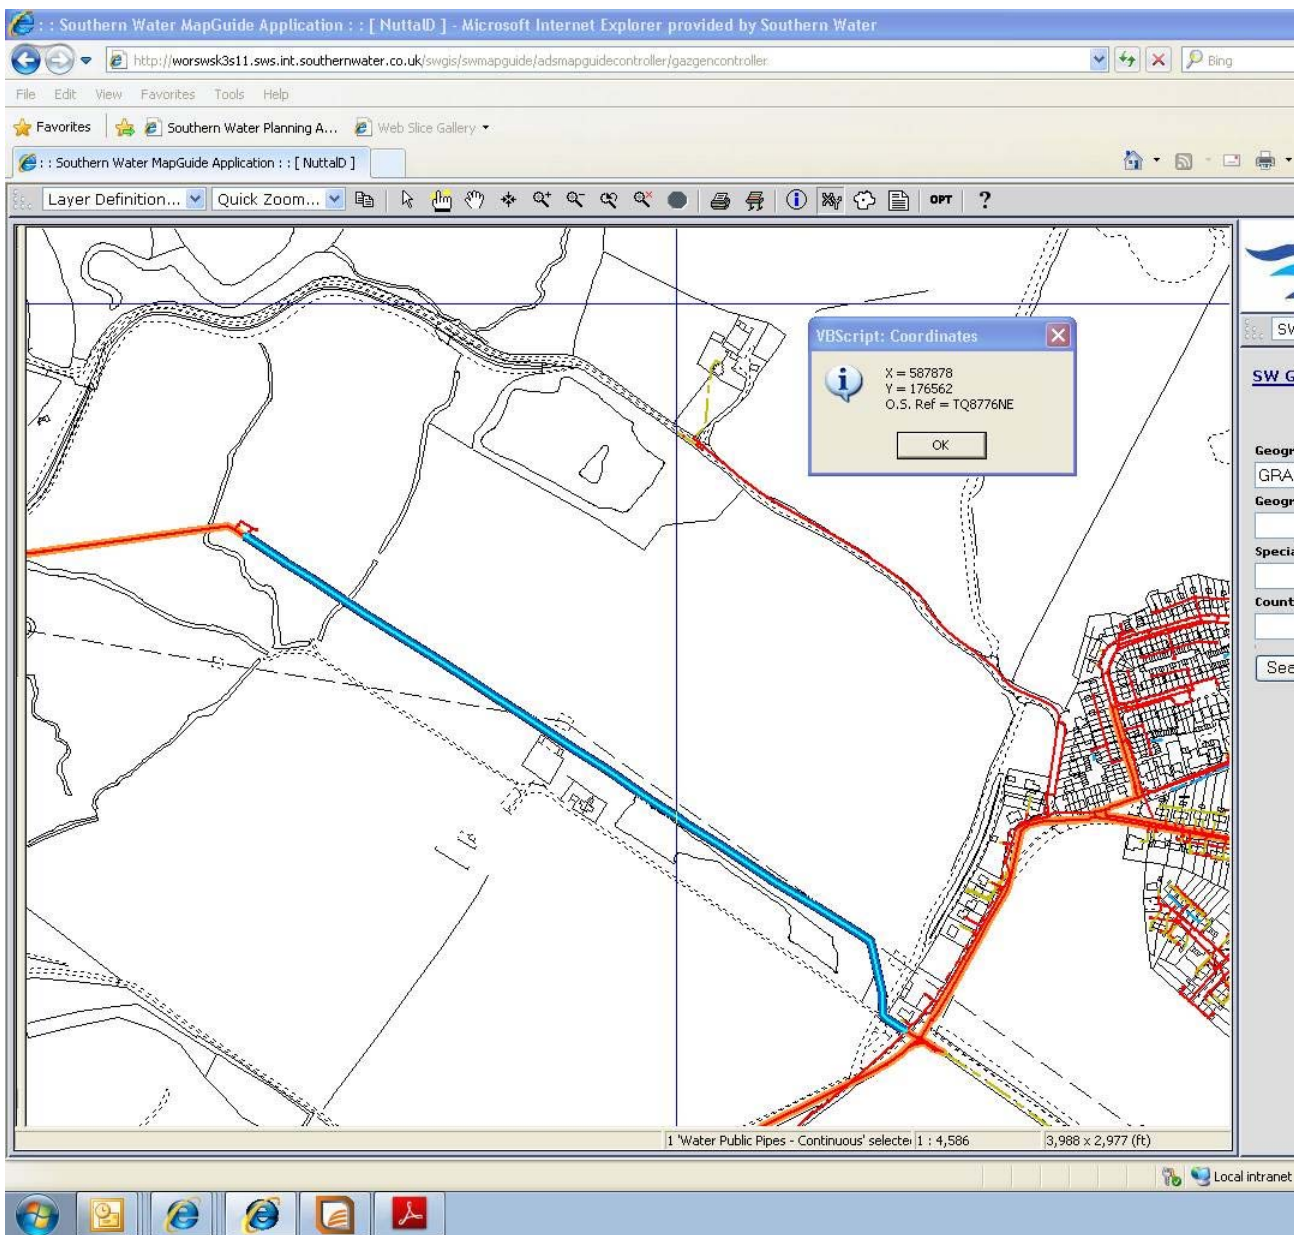 : : Southern Water MapGuide Application : : [ NuttalD ] - Microsoft Internet Explorer provided by Southern Water
http://worswsk3s11.sws.int.southernwater.co.uk/swgis/swmapguide/adsmapguidecontroller/gazgencontroller
Bing
File Edit View Favorites Tools Help
Favorites Southern Water Planning A... Web Slice Gallery
: : Southern Water MapGuide Application : : [ NuttalD ]
Layer Definition... Quick Zoom... OPT ?
VBScript: Coordinates
X = 587878
Y = 176562
O.S. Ref = TQ8776NE
OK
SW
SW G
Geogr
GRA
Geogr
Specia
Count
Sea
1 'Water Public Pipes - Continuous' selecte 1 : 4,586 3,988 x 2,977 (ft)
Local intranet